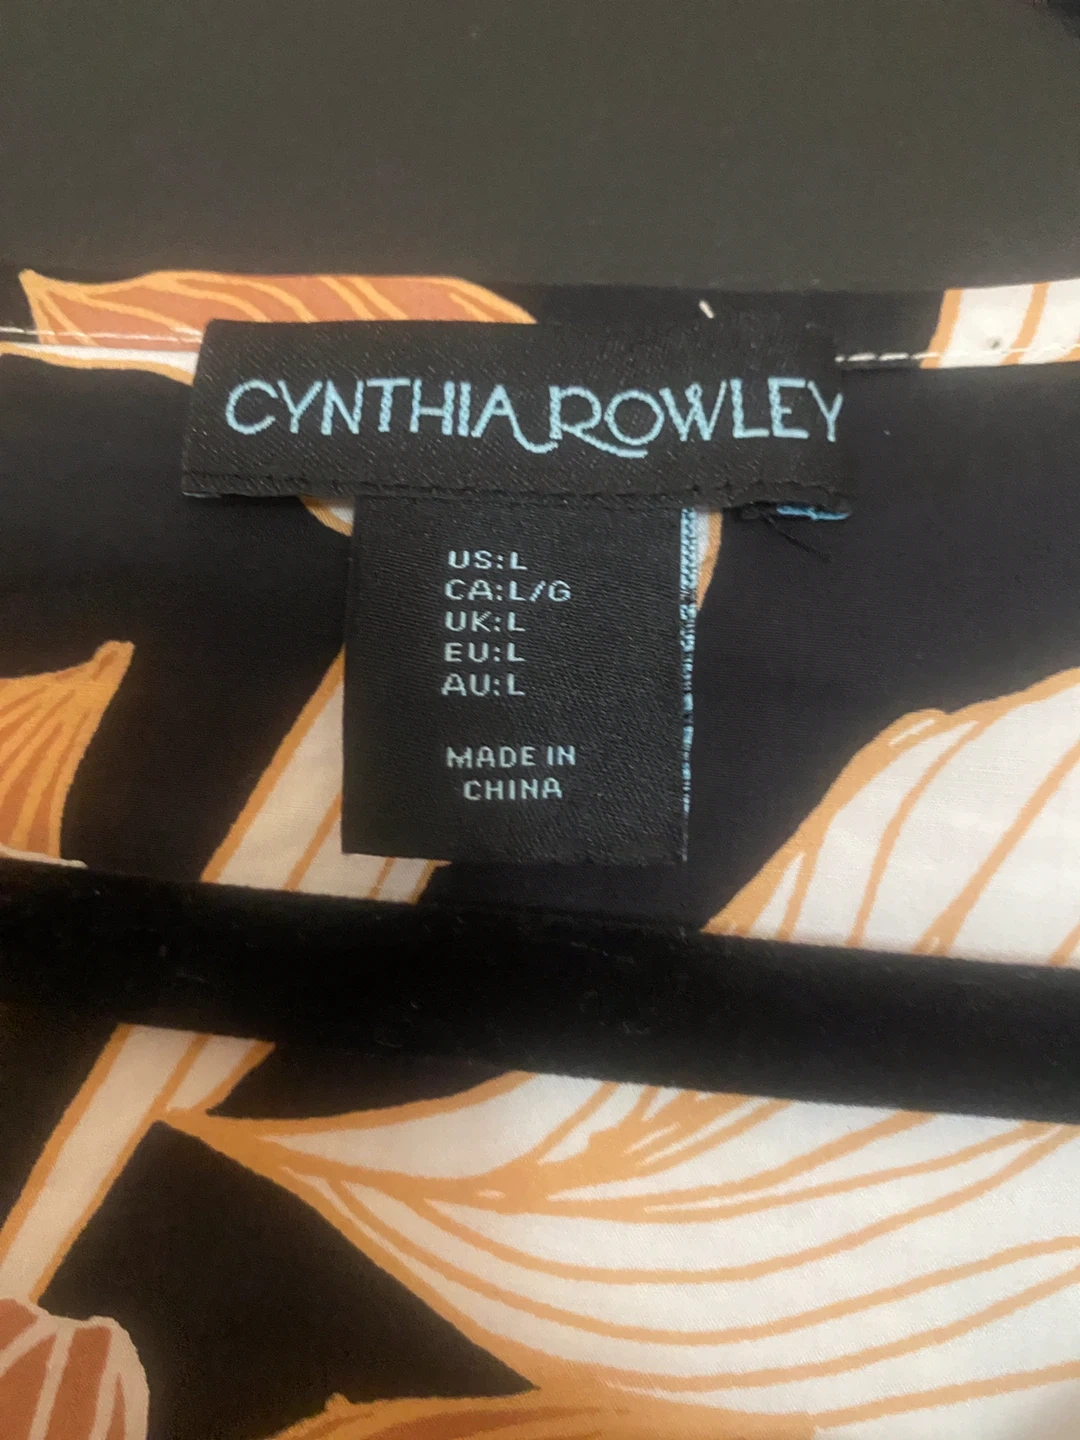 CYNTHIA ROWLEY
US:L
CA:L/G
UK:L
EU:L
AU:L
MADE IN
CHINA